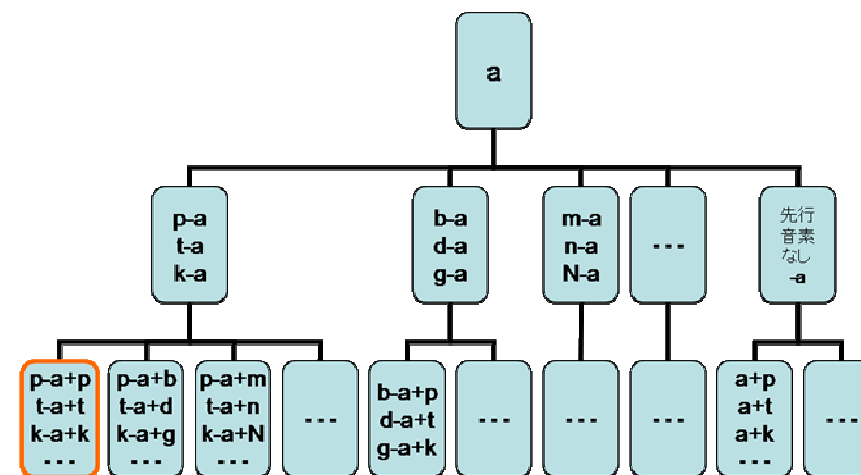 a
p-a
t-a
k-a
b-a
d-a
g-a
m-a
n-a
N-a
---
先行
音素
なし
-a
p-a+p
t-a+t
k-a+k
---
p-a+b
t-a+d
k-a+g
---
p-a+m
t-a+n
k-a+N
---
---
b-a+p
d-a+t
g-a+k
---
---
---
a+p
a+t
a+k
---
---